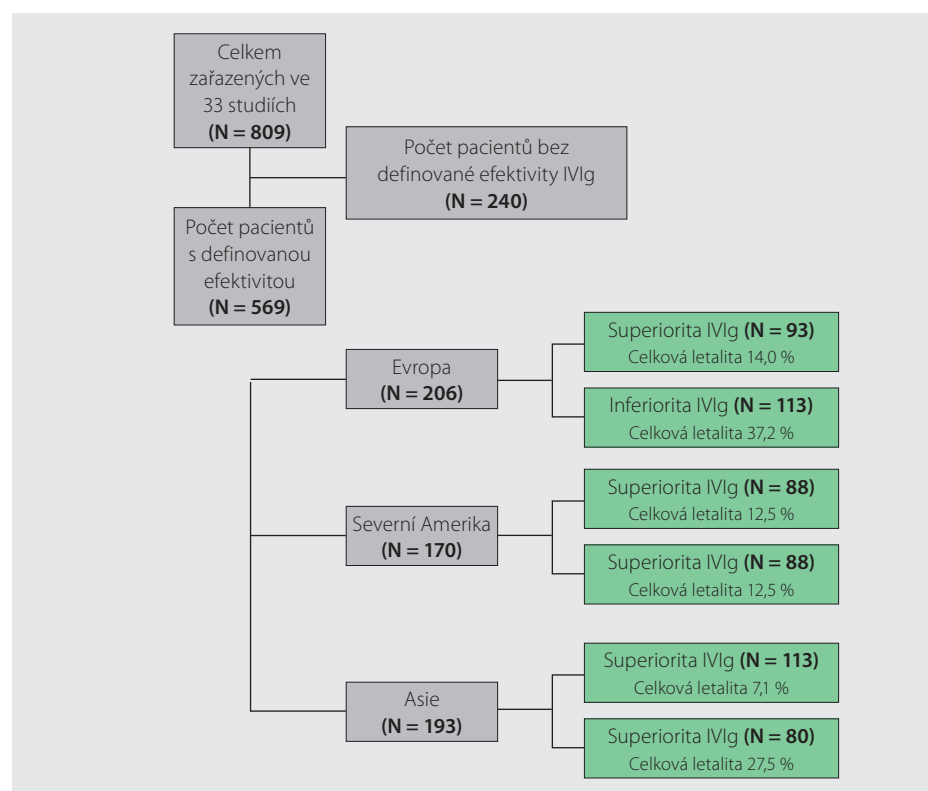 Celkem
zařazených ve
33 studiích
(N = 809)
Počet pacientů bez
definované efektivity IVIg
(N = 240)
Počet pacientů
s definovanou
efektivitou
(N = 569)
Evropa
(N = 206)
Superiorita IVIg (N = 93)
Celková letalita 14,0 %
Inferiorita IVIg (N = 113)
Celková letalita 37,2 %
Severní Amerika
(N = 170)
Superiorita IVIg (N = 88)
Celková letalita 12,5 %
Superiorita IVIg (N = 88)
Celková letalita 12,5 %
Asie
(N = 193)
Superiorita IVIg (N = 113)
Celková letalita 7,1 %
Superiorita IVIg (N = 80)
Celková letalita 27,5 %